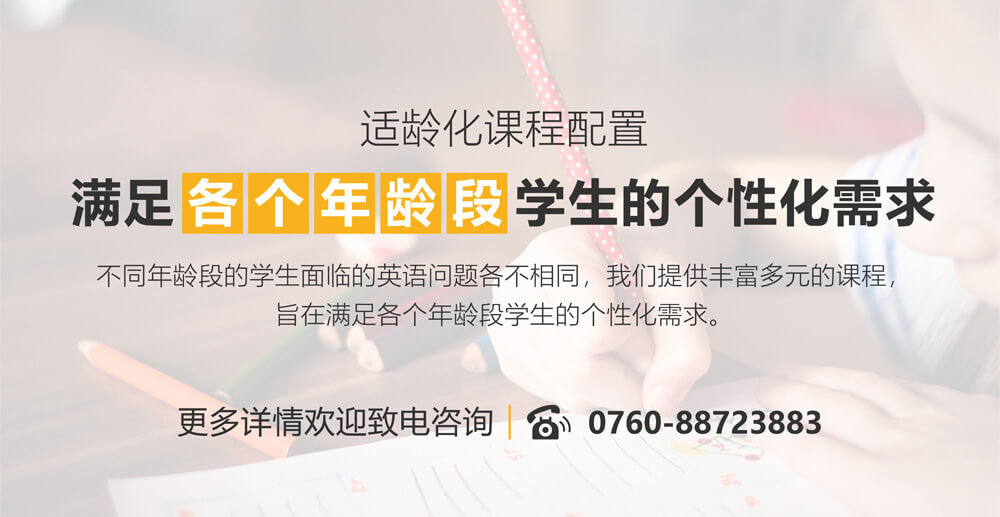 适龄化课程配置
满足各个年龄段学生的个性化需求
不同年龄段的学生面临的英语问题各不相同，我们提供丰富多元的课程，
旨在满足各个年龄段学生的个性化需求。
更多详情欢迎致电咨询 | 0760-88723883